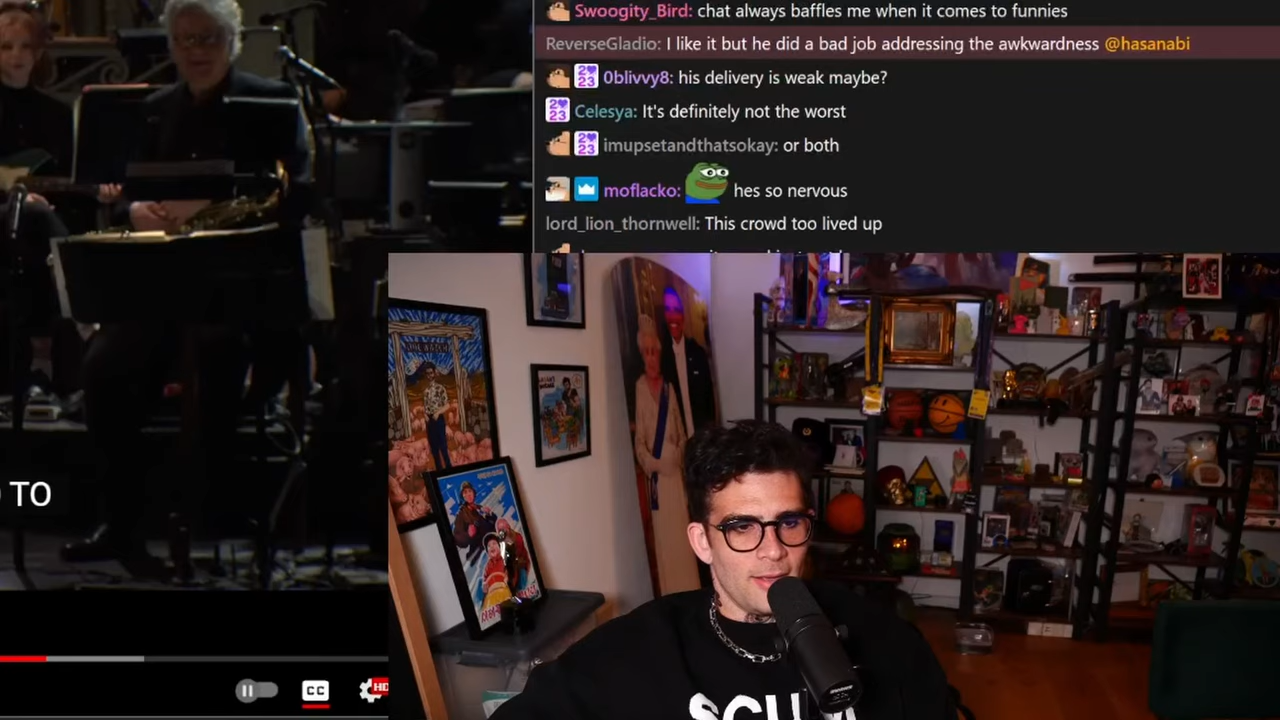 Swoogity_Bird: chat always baffles me when it comes to funnies
ReverseGladio: I like it but he did a bad job addressing the awkwardness @hasanabi
0blivvy8: his delivery is weak maybe?
Celesya: It's definitely not the worst
imupsetandthatsokay: or both
moflacko: hes so nervous
lord_lion_thornwell: This crowd too lived up
TO
CC
HD